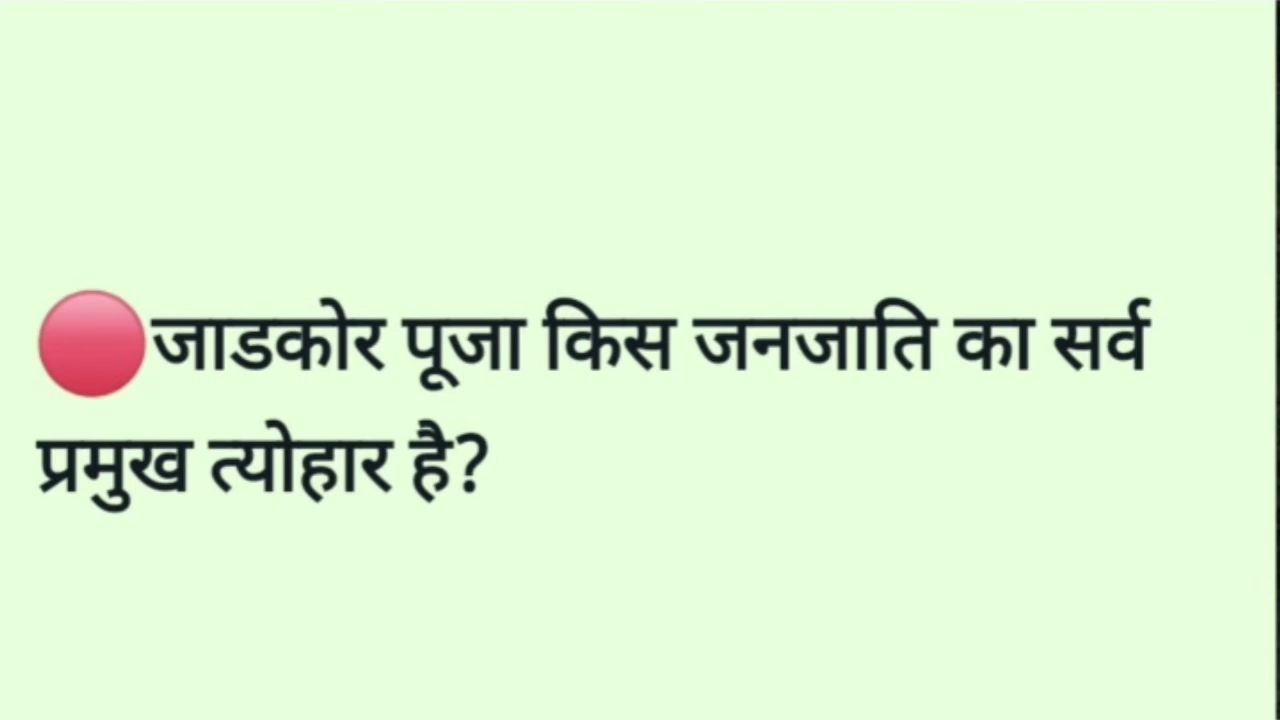 🔴जाडकोर पूजा किस जनजाति का सर्व
प्रमुख त्योहार है?